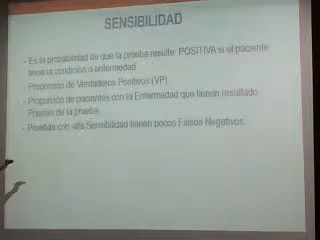 SENSIBILIDAD
- Es la probabilidad de que la prueba resulte POSITIVA si el paciente
tiene la condición o enfermedad
- Proporción de Verdaderos Positivos (VP)
- Proporción de pacientes con la Enfermedad que tienen resultado
Positivo de la prueba
- Pruebas con alta Sensibilidad tienen pocos Falsos Negativos